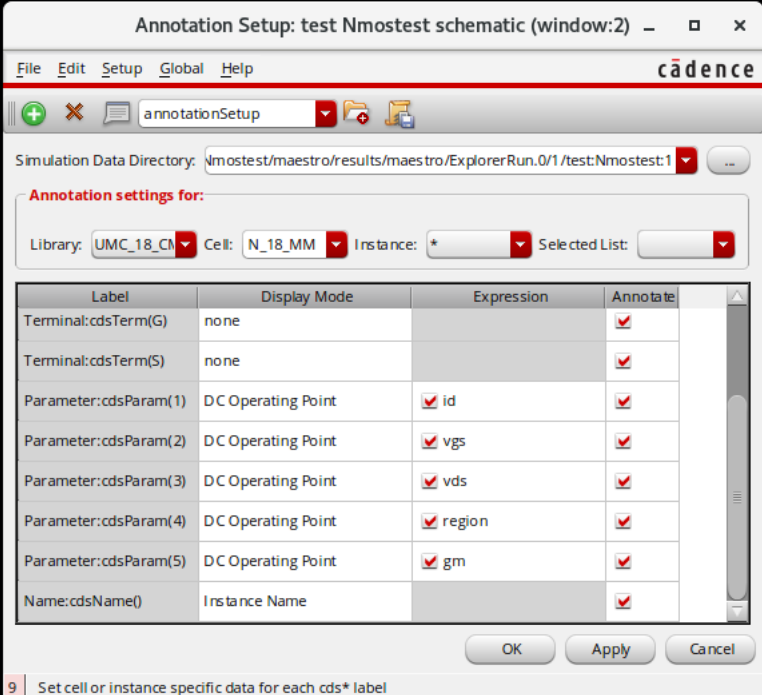 Annotation Setup: test Nmostest schematic (window:2)
File Edit Setup Global Help cādence
annotationSetup
Simulation Data Directory: Nmostest/maestro/results/maestro/ExplorerRun.0/1/test:Nmostest:1 ...
Annotation settings for:
Library: UMC_18_CM Cell: N_18_MM Instance: * Selected List:
Label Display Mode Expression Annotate
Terminal:cdsTerm(G) none
Terminal:cdsTerm(S) none
Parameter:cdsParam(1) DC Operating Point id
Parameter:cdsParam(2) DC Operating Point vgs
Parameter:cdsParam(3) DC Operating Point vds
Parameter:cdsParam(4) DC Operating Point region
Parameter:cdsParam(5) DC Operating Point gm
Name:cdsName() Instance Name
OK Apply Cancel
9 Set cell or instance specific data for each cds* label